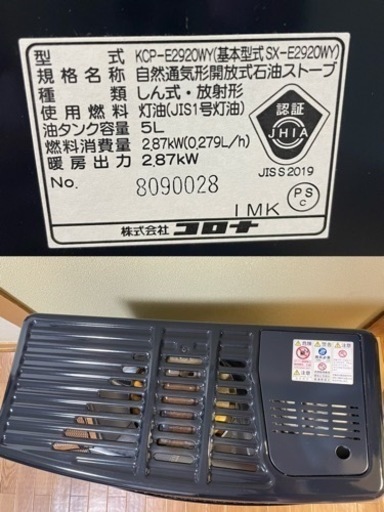 型式 KCP-E2920WY(基本型式SX-E2920WY)
規格名称 自然通気形開放式石油ストーブ
種類 しん式・放射形
使用燃料 灯油(JIS1号灯油)
油タンク容量 5L
燃料消費量 2.87kW(0.279L/h)
暖房出力 2.87kW
No. 8090028
認証
JHIA
JIS S 2019
PS
C
1MK
株式会社コロナ